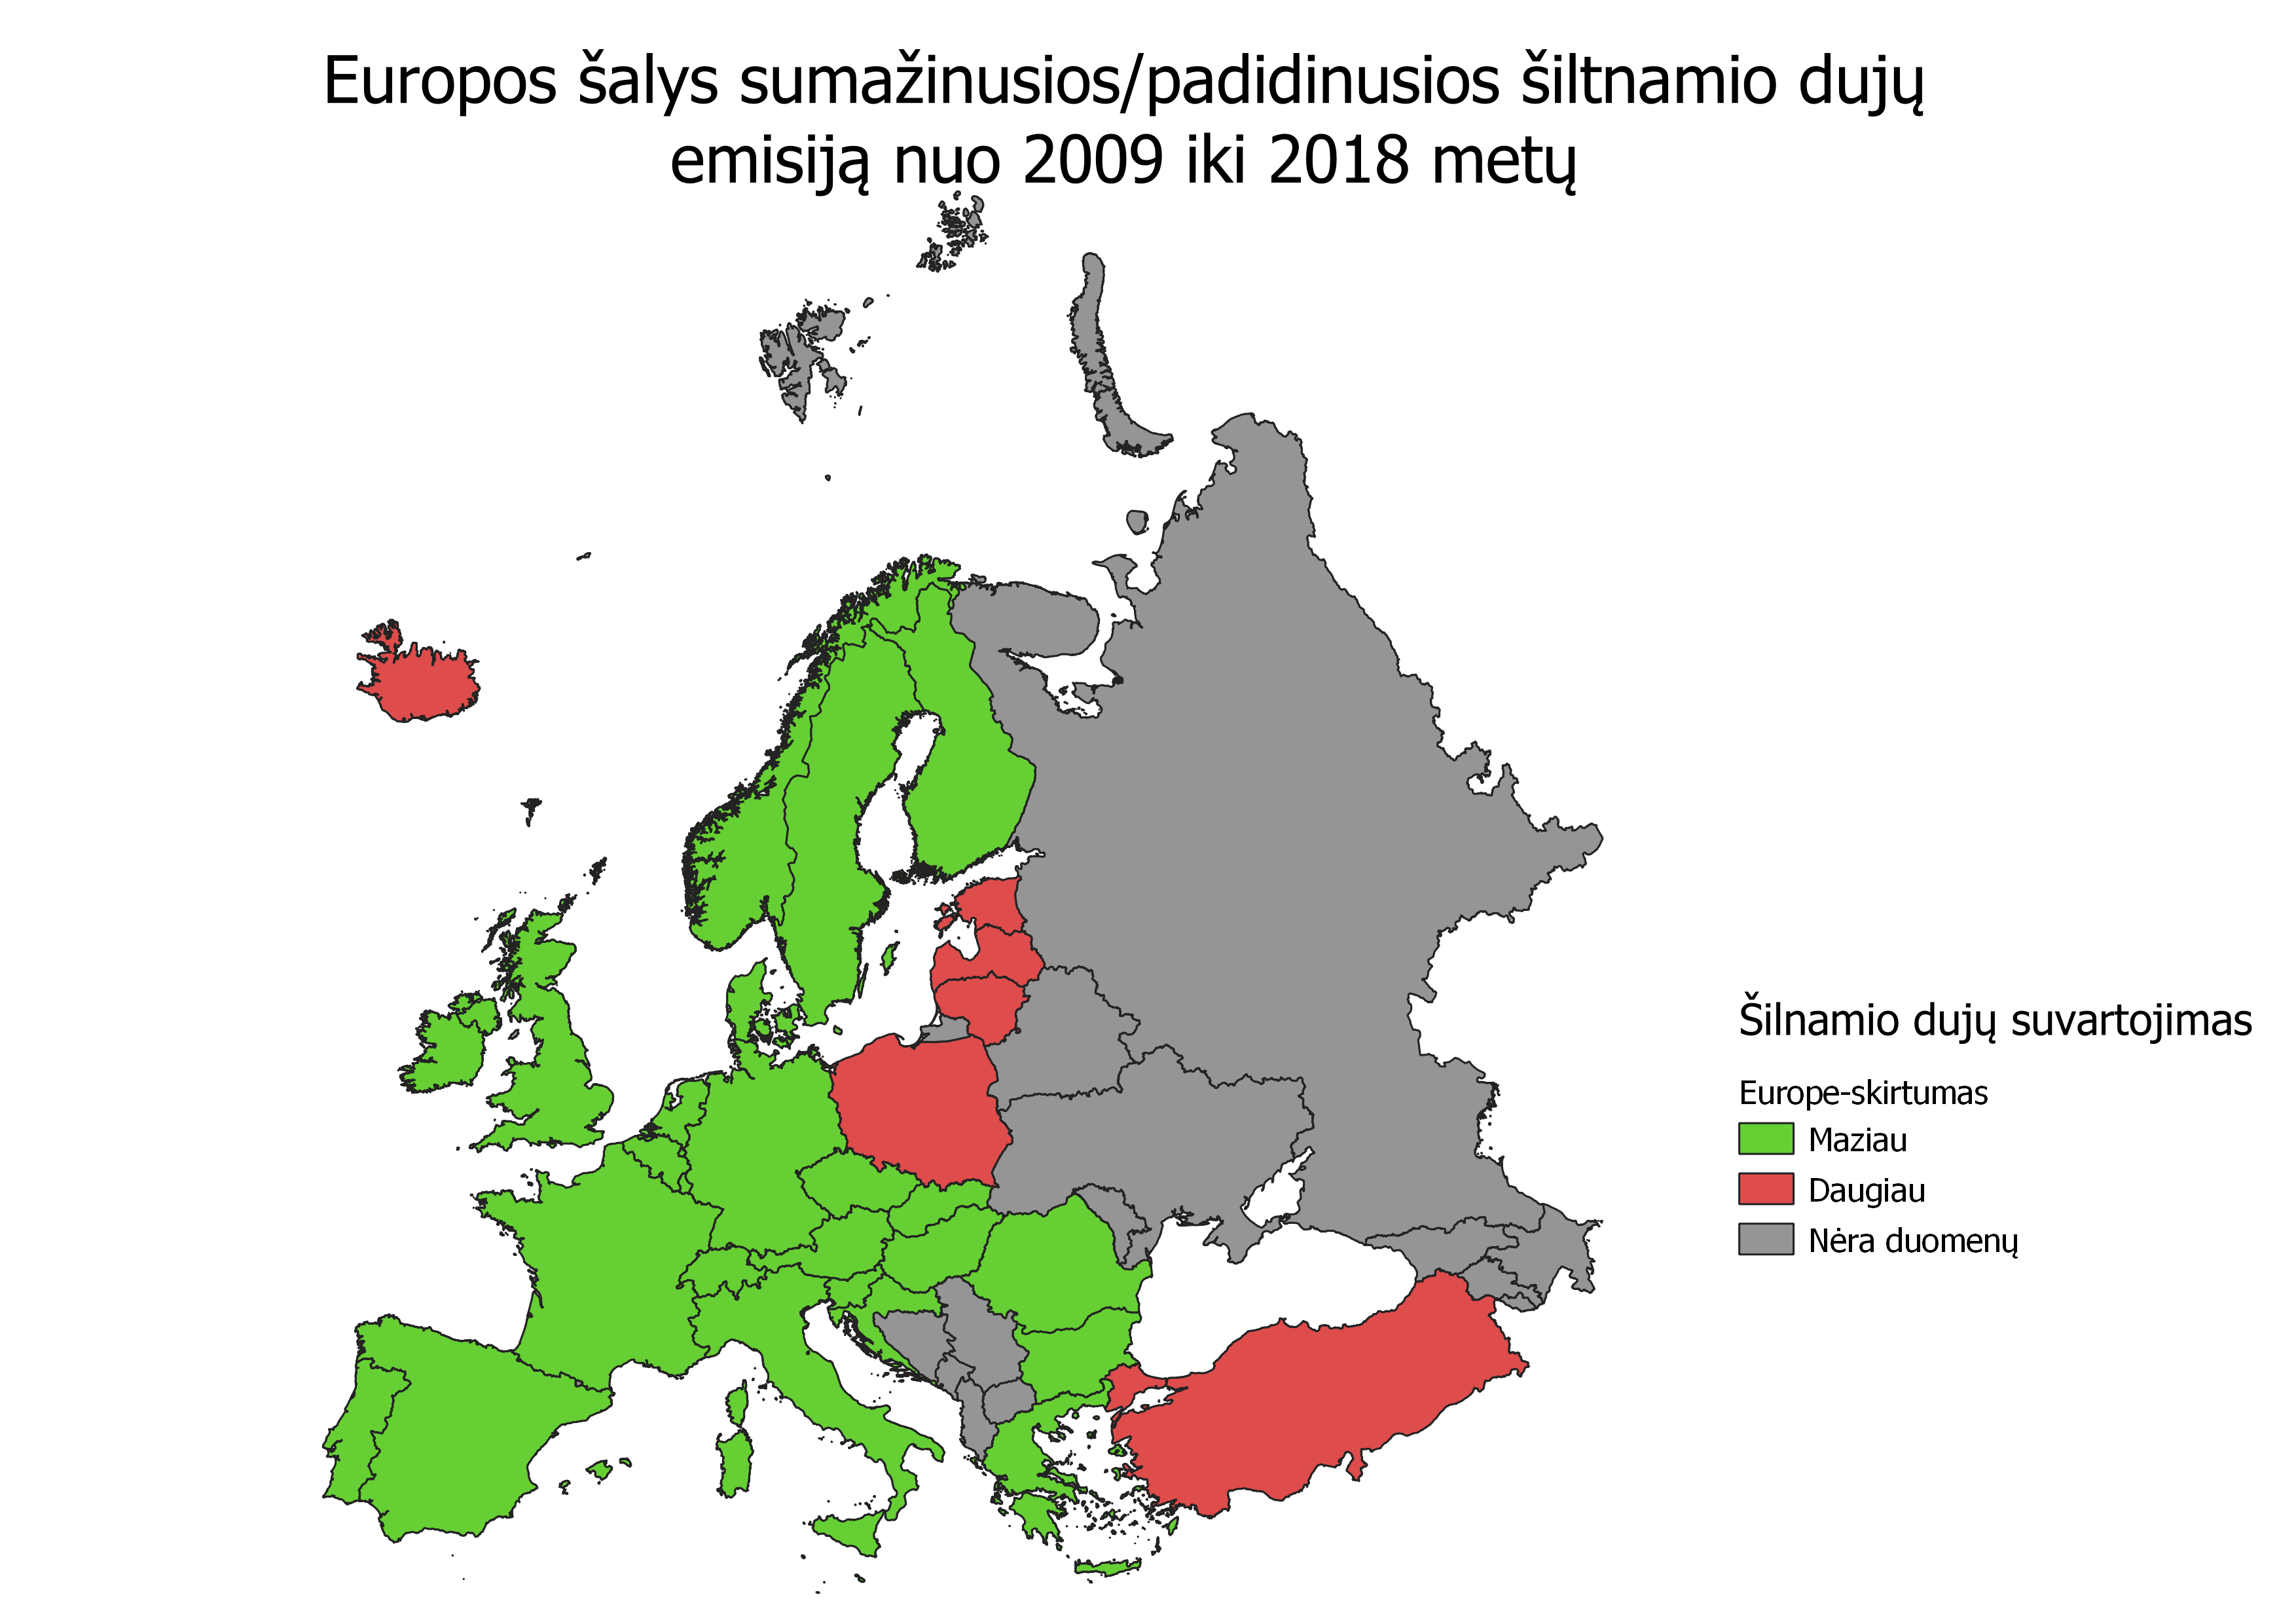 Europos šalys sumažinusios/padidinusios šiltnamio dujų
emisiją nuo 2009 iki 2018 metų
Šilnamio dujų suvartojimas
Europe-skirtumas
Maziau
Daugiau
Nėra duomenų